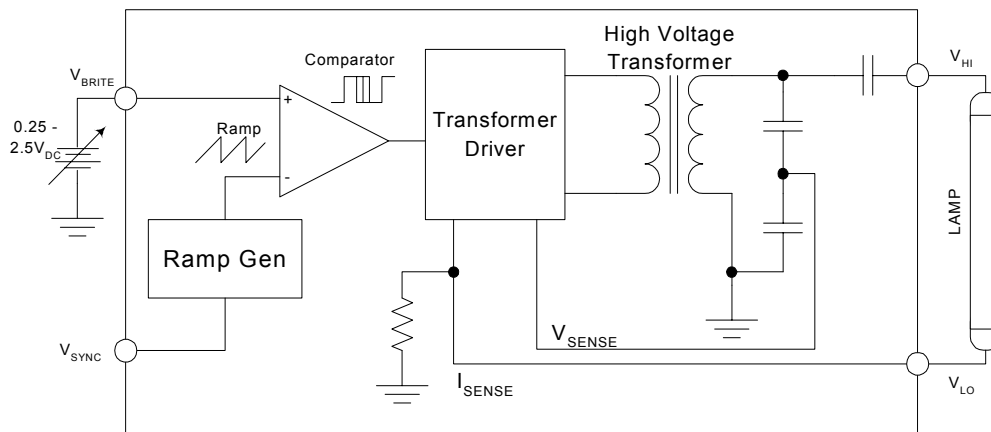 High Voltage
Transformer
V_BRITE
Comparator
V_HI
+
0.25 -
2.5V_DC
Ramp
Transformer
Driver
-
LAMP
Ramp Gen
V_SENSE
V_SYNC
I_SENSE
V_LO